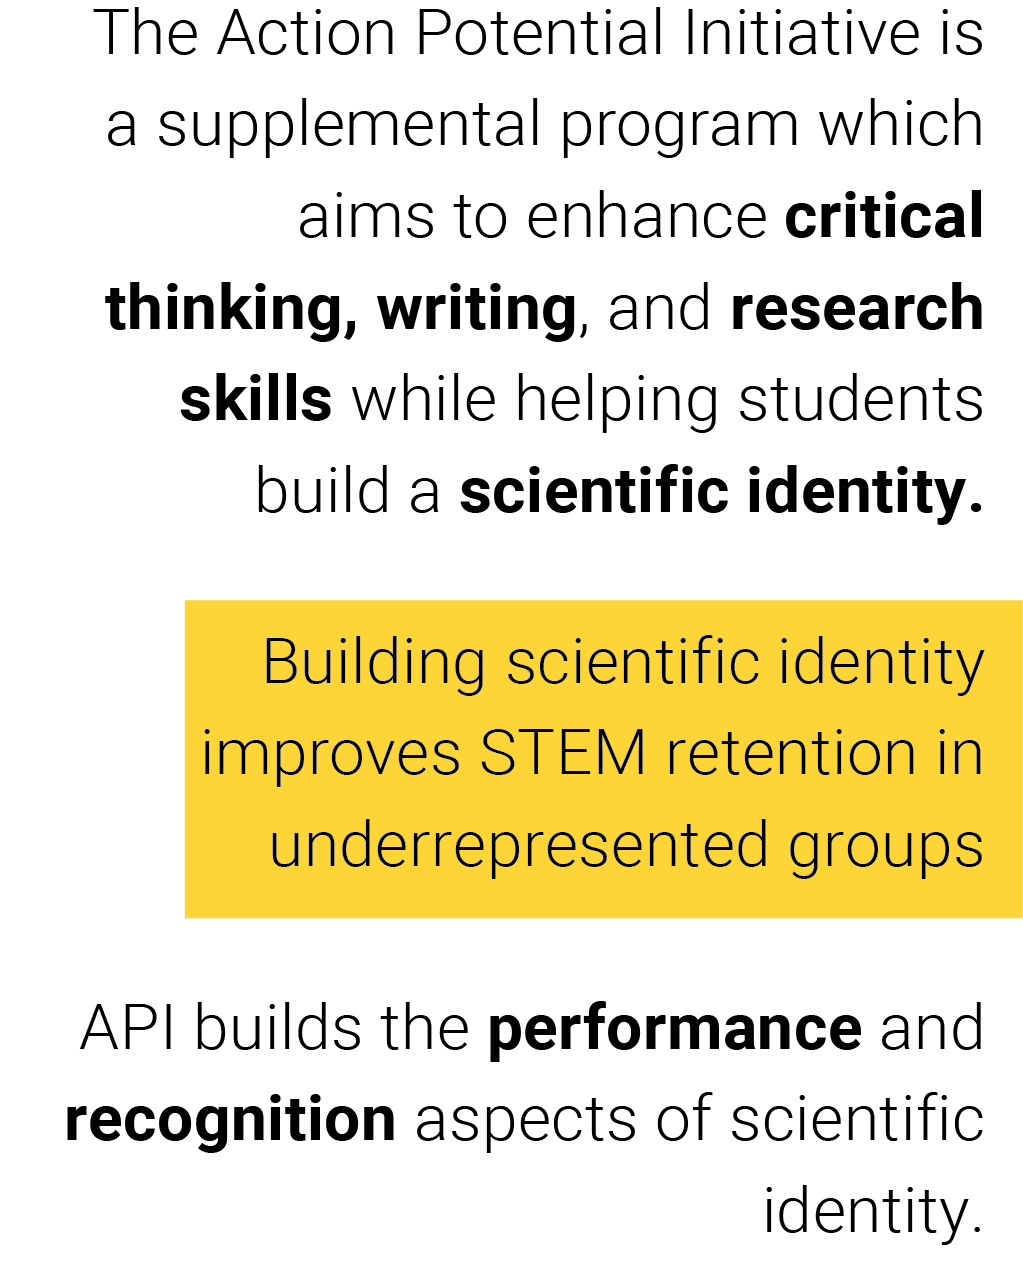 The Action Potential Initiative is
a supplemental program which
aims to enhance critical
thinking, writing, and research
skills while helping students
build a scientific identity.
Building scientific identity
improves STEM retention in
underrepresented groups
API builds the performance and
recognition aspects of scientific
identity.